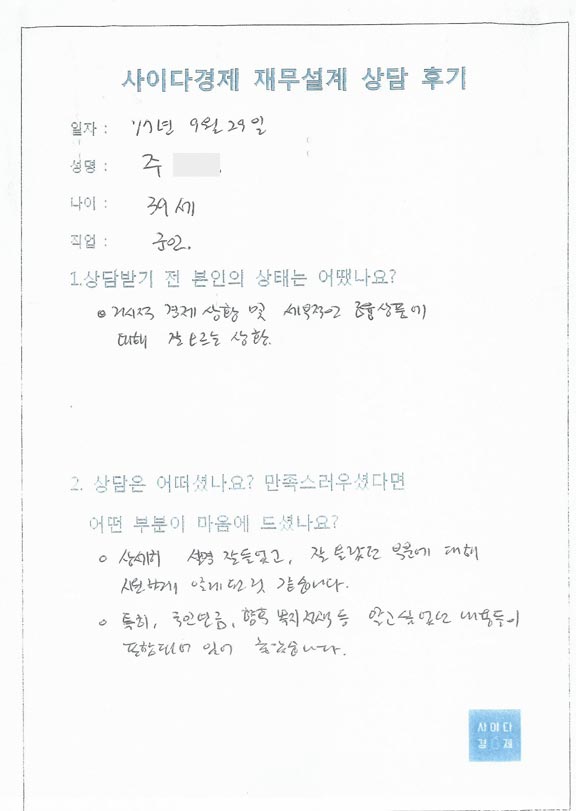 사이다경제 재무설계 상담 후기
일자 : '17년 9월 29일
성명 : 주
나이 : 39세
직업 : 군인.
1.상담받기 전 본인의 상태는 어땠나요?
거시적 경제 상황 및 세부적인 금융상품에
대해 잘 모르는 상황.
2. 상담은 어떠셨나요? 만족스러우셨다면
어떤 부분이 마음에 드셨나요?
상세히 설명 잘들었고, 잘 몰랐던 부분에 대해
시원하게 알게된 것 같습니다.
특히, 국민연금, 향후 복지정책 등 알고 싶었던 내용들이
포함되어 있어 좋았습니다.
사이다
경제